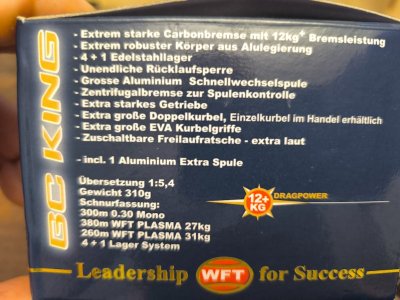 BC KING
- Extrem starke Carbonbremse mit 12kg+ Bremsleistung
- Extrem robuster Körper aus Alulegierung
- 4 + 1 Edelstahllager
- Unendliche Rücklaufsperre
- Grosse Aluminium Schnellwechselspule
- Zentrifugalbremse zur Spulenkontrolle
- Extra starkes Getriebe
- Extra große Doppelkurbel, Einzelkurbel im Handel erhältlich
- Extra große EVA Kurbelgriffe
- Zuschaltbare Freilaufratsche - extra laut
- incl. 1 Aluminium Extra Spule
Übersetzung 1:5,4
Gewicht 310g
Schnurfassung:
300m 0.30 Mono
380m WFT PLASMA 27kg
260m WFT PLASMA 31kg
4 + 1 Lager System
12+
KG
DRAGPOWER
Leadership WFT for Success